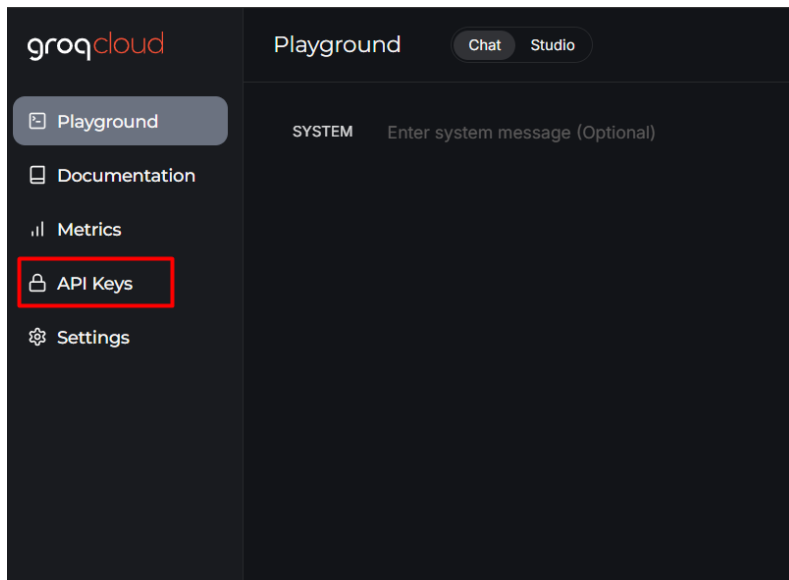 groqcloud
Playground
Chat
Studio
Playground
Documentation
Metrics
API Keys
Settings
SYSTEM
Enter system message (Optional)